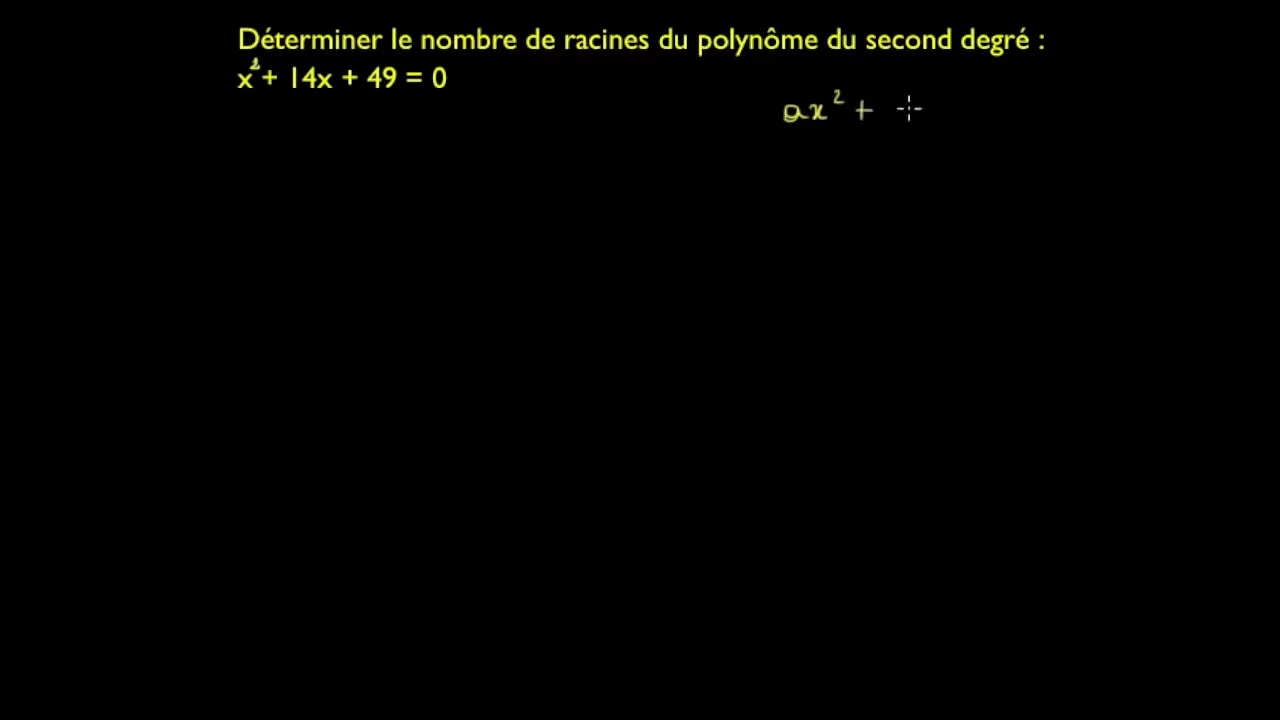 Déterminer le nombre de racines du polynôme du second degré :
x² + 14x + 49 = 0
ax² +